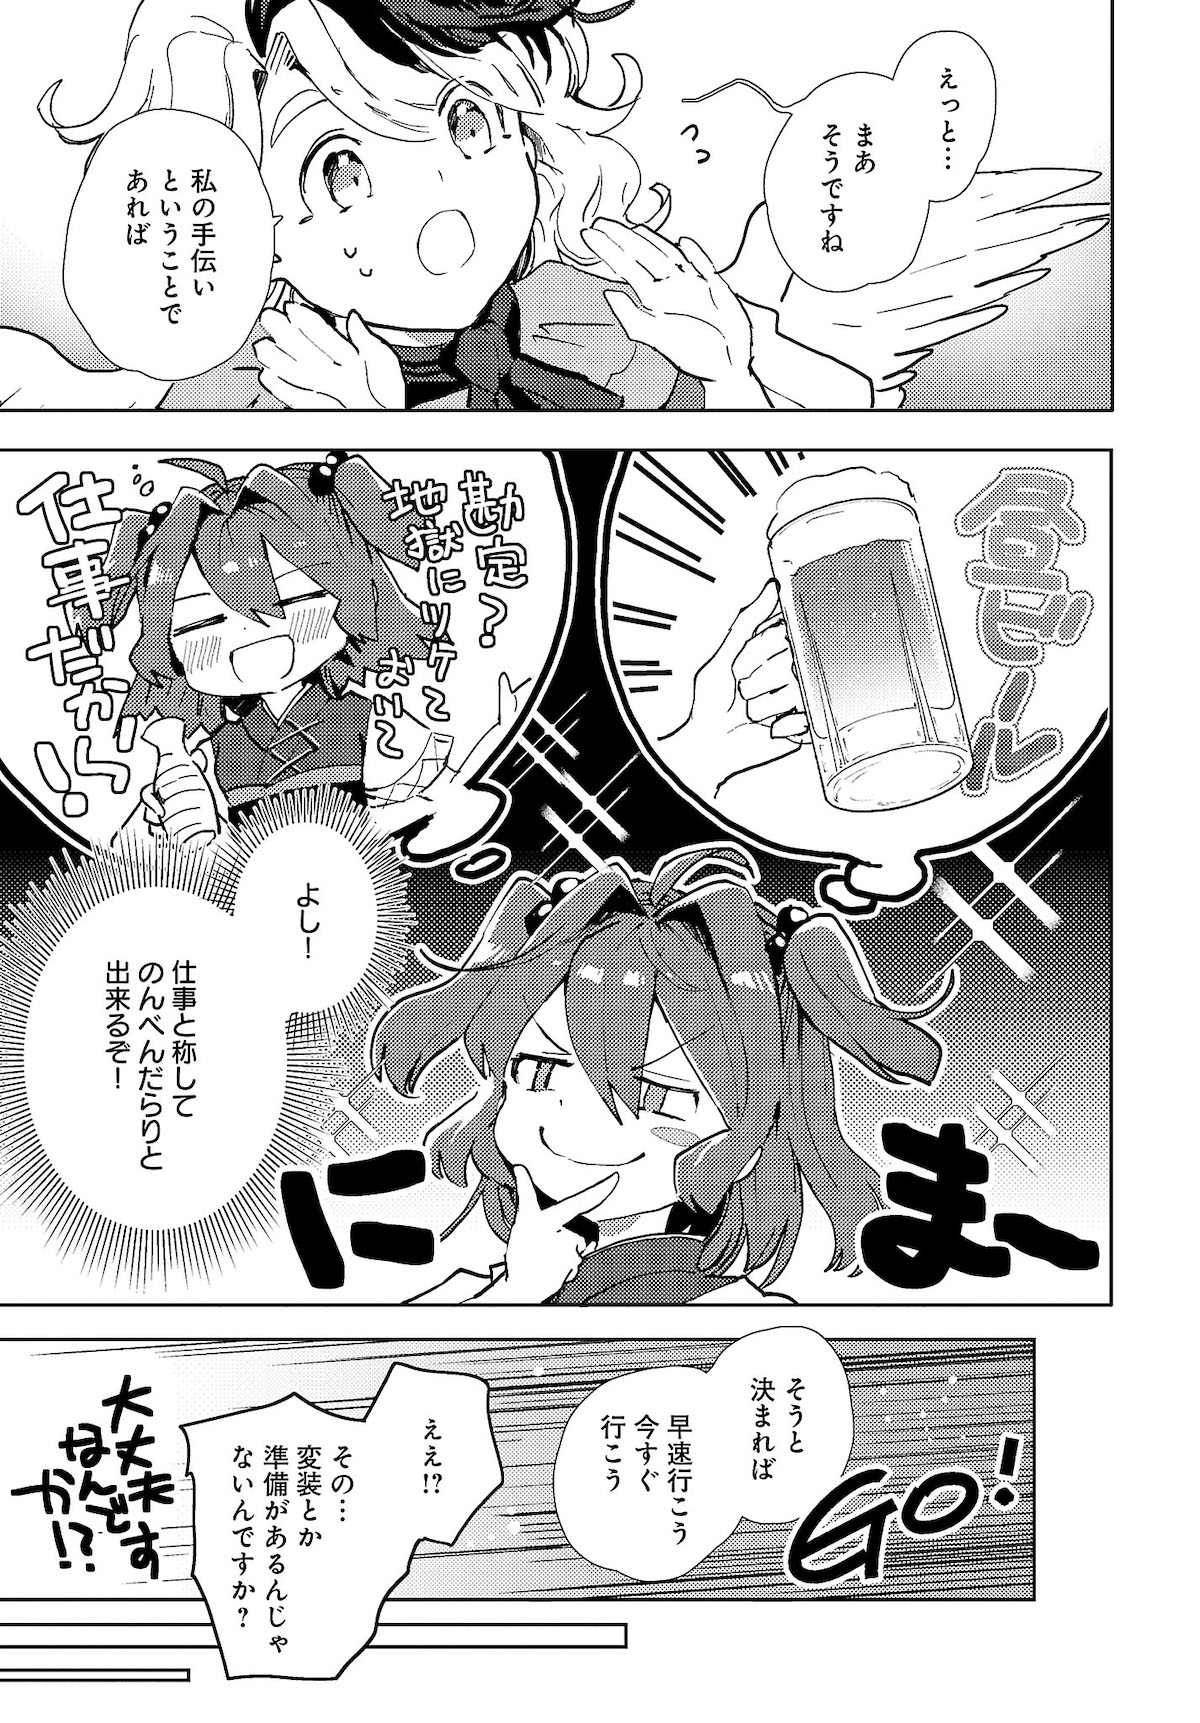 えっと…
まあ
そうですね
私の手伝い
ということで
あれば
昼ビール
勘定?
地獄にツケて
おいて
仕事だから!
よし!
仕事と称して
のんべんだらりと
出来るぞ!
にまー
そうと
決まれば
早速行こう
今すぐ
行こう
GO!
ええ!?
その…
変装とか
準備があるんじゃ
ないんですか?
大丈夫
なんです
か!?